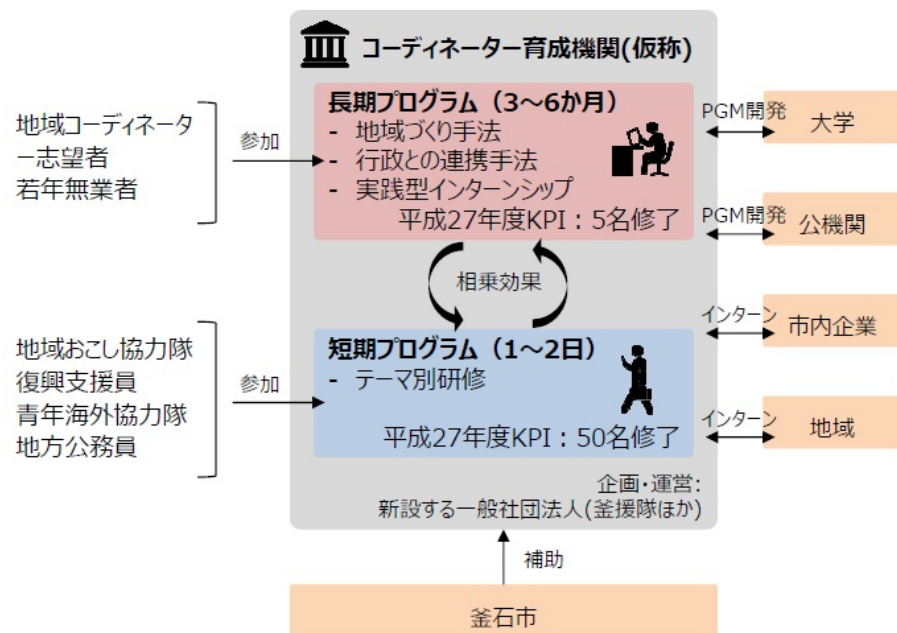 コーディネーター育成機関(仮称)
地域コーディネータ
ー志望者
若年無業者
参加
長期プログラム（3～6か月）
- 地域づくり手法
- 行政との連携手法
- 実践型インターンシップ
平成27年度KPI：5名修了
PGM開発
大学
PGM開発
公機関
相乗効果
地域おこし協力隊
復興支援員
青年海外協力隊
地方公務員
参加
短期プログラム（1～2日）
- テーマ別研修
平成27年度KPI：50名修了
インターン
市内企業
インターン
地域
企画・運営：
新設する一般社団法人(釜援隊ほか)
補助
釜石市